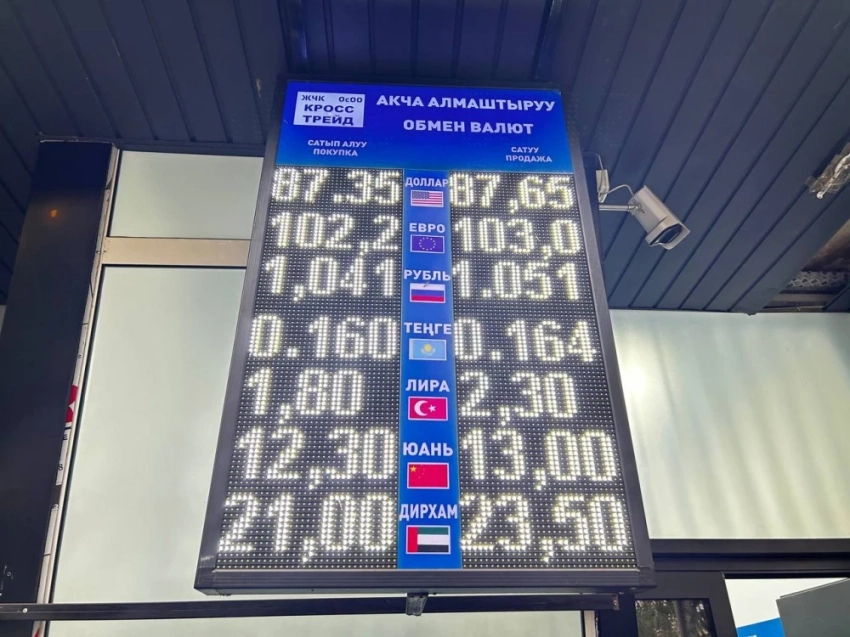 ЖЧК ОсОО
КРОСС
ТРЕЙД
АКЧА АЛМАШТЫРУУ
ОБМЕН ВАЛЮТ
САТЫП АЛУУ
ПОКУПКА
САТУУ
ПРОДАЖА
87.35 ДОЛЛАР 87,65
102,2 ЕВРО 103,0
1,041 РУБЛЬ 1.051
0.160 ТЕҢГЕ 0.164
1,80 ЛИРА 2,30
12,30 ЮАНЬ 13,00
21,00 ДИРХАМ 23,50